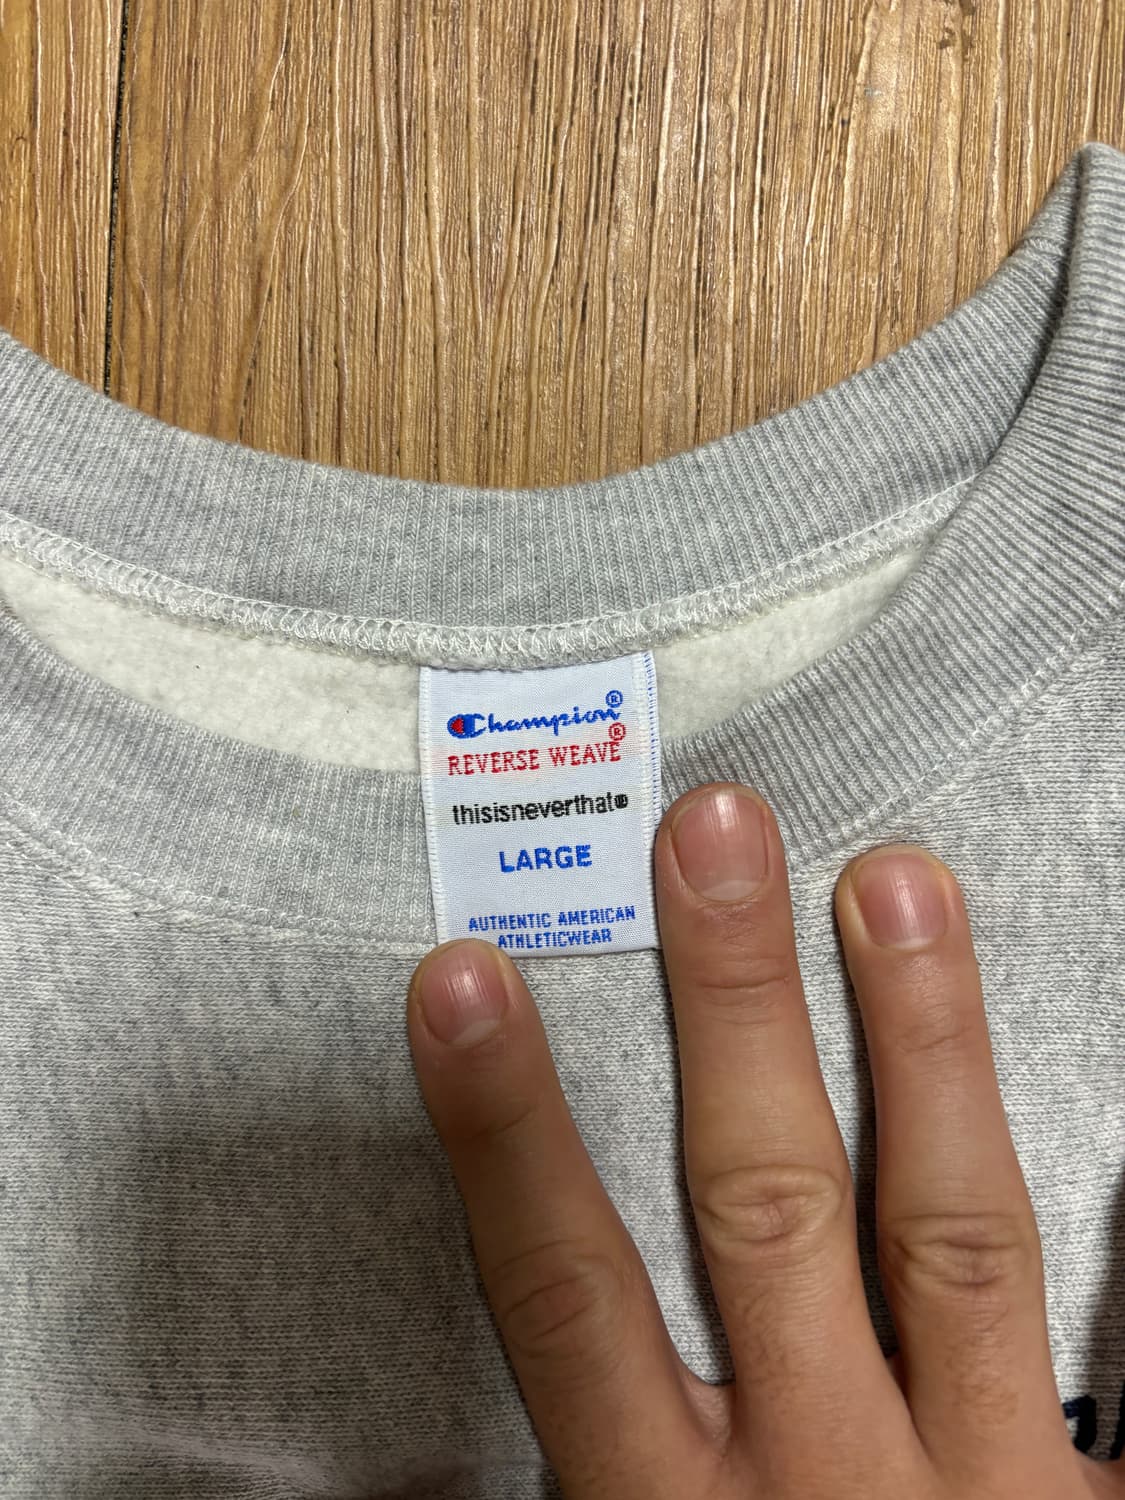 Champion®
REVERSE WEAVE®
thisisneverthat®
LARGE
AUTHENTIC AMERICAN
ATHLETICWEAR